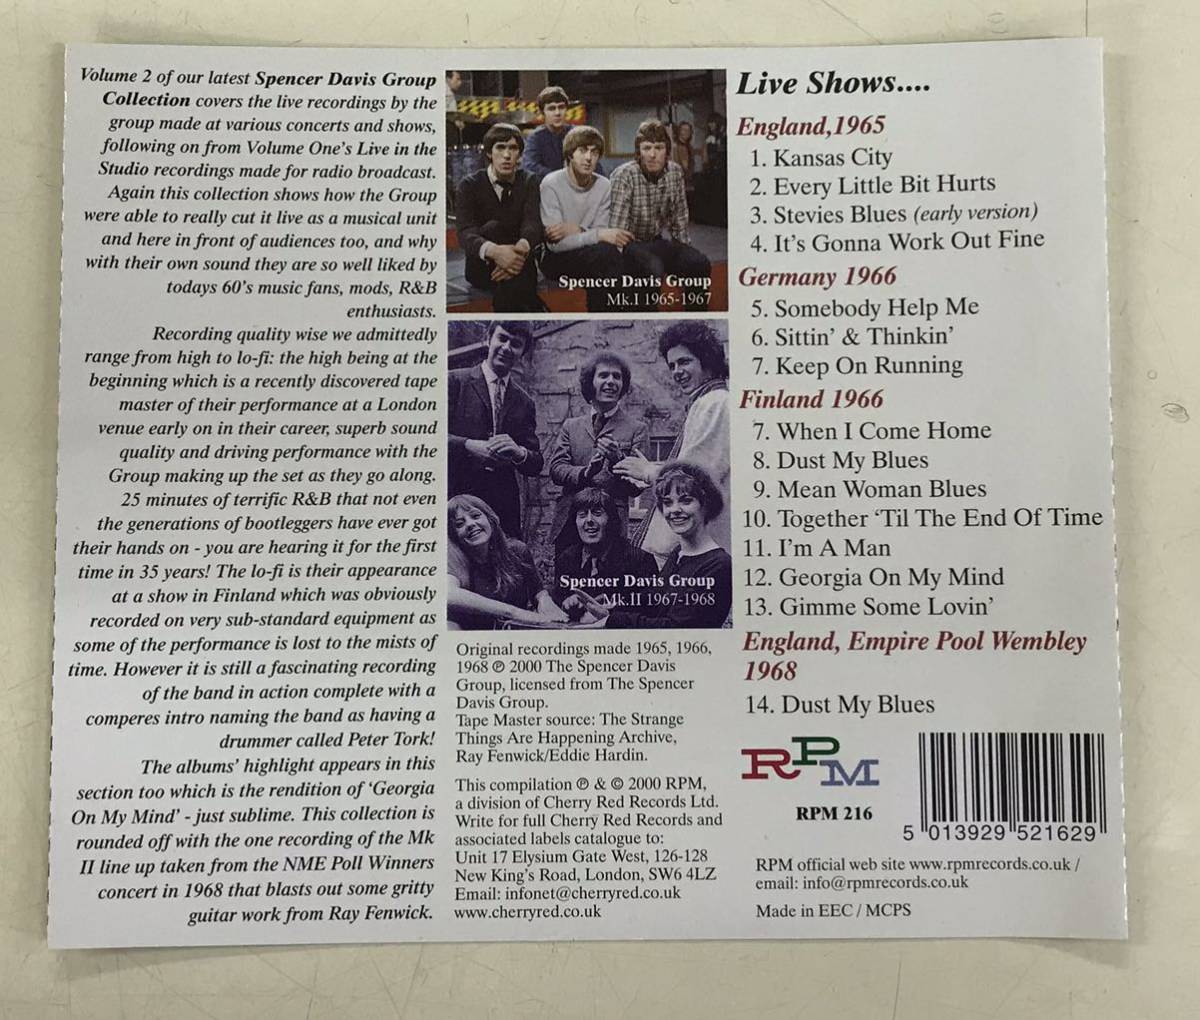 Volume 2 of our latest Spencer Davis Group
Collection covers the live recordings by the
group made at various concerts and shows,
following on from Volume One's Live in the
Studio recordings made for radio broadcast.
Again this collection shows how the Group
were able to really cut it live as a musical unit
and here in front of audiences too, and why
with their own sound they are so well liked by
todays 60's music fans, mods, R&B
enthusiasts.
Recording quality wise we admittedly
range from high to lo-fi: the high being at the
beginning which is a recently discovered tape
master of their performance at a London
venue early on in their career, superb sound
quality and driving performance with the
Group making up the set as they go along.
25 minutes of terrific R&B that not even
the generations of bootleggers have ever got
their hands on - you are hearing it for the first
time in 35 years! The lo-fi is their appearance
at a show in Finland which was obviously
recorded on very sub-standard equipment as
some of the performance is lost to the mists of
time. However it is still a fascinating recording
of the band in action complete with a
comperes intro naming the band as having a
drummer called Peter Tork!
The albums' highlight appears in this
section too which is the rendition of 'Georgia
On My Mind' - just sublime. This collection is
rounded off with the one recording of the Mk
II line up taken from the NME Poll Winners
concert in 1968 that blasts out some gritty
guitar work from Ray Fenwick.
Spencer Davis Group
Mk.I 1965-1967
Spencer Davis Group
Mk.II 1967-1968
Original recordings made 1965, 1966,
1968 ℗ 2000 The Spencer Davis
Group, licensed from The Spencer
Davis Group.
Tape Master source: The Strange
Things Are Happening Archive,
Ray Fenwick/Eddie Hardin.
This compilation ℗ & © 2000 RPM,
a division of Cherry Red Records Ltd.
Write for full Cherry Red Records and
associated labels catalogue to:
Unit 17 Elysium Gate West, 126-128
New King's Road, London, SW6 4LZ
Email: infonet@cherryred.co.uk
www.cherryred.co.uk
Live Shows....
England,1965
1. Kansas City
2. Every Little Bit Hurts
3. Stevies Blues (early version)
4. It's Gonna Work Out Fine
Germany 1966
5. Somebody Help Me
6. Sittin' & Thinkin'
7. Keep On Running
Finland 1966
7. When I Come Home
8. Dust My Blues
9. Mean Woman Blues
10. Together 'Til The End Of Time
11. I'm A Man
12. Georgia On My Mind
13. Gimme Some Lovin'
England, Empire Pool Wembley
1968
14. Dust My Blues
RPM
RPM 216
5 013929 521629
RPM official web site www.rpmrecords.co.uk /
email: info@rpmrecords.co.uk
Made in EEC / MCPS